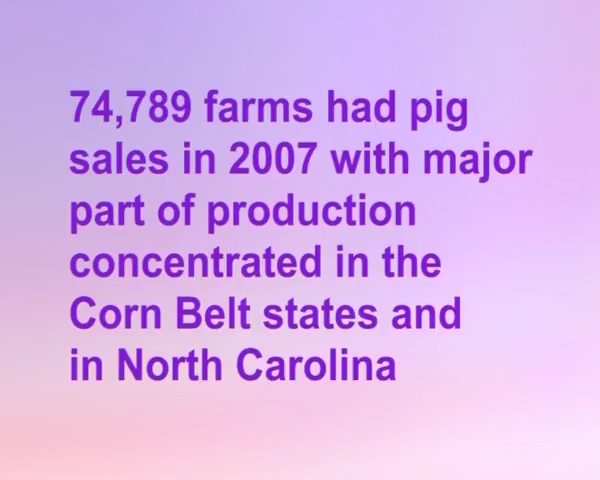 74,789 farms had pig
sales in 2007 with major
part of production
concentrated in the
Corn Belt states and
in North Carolina